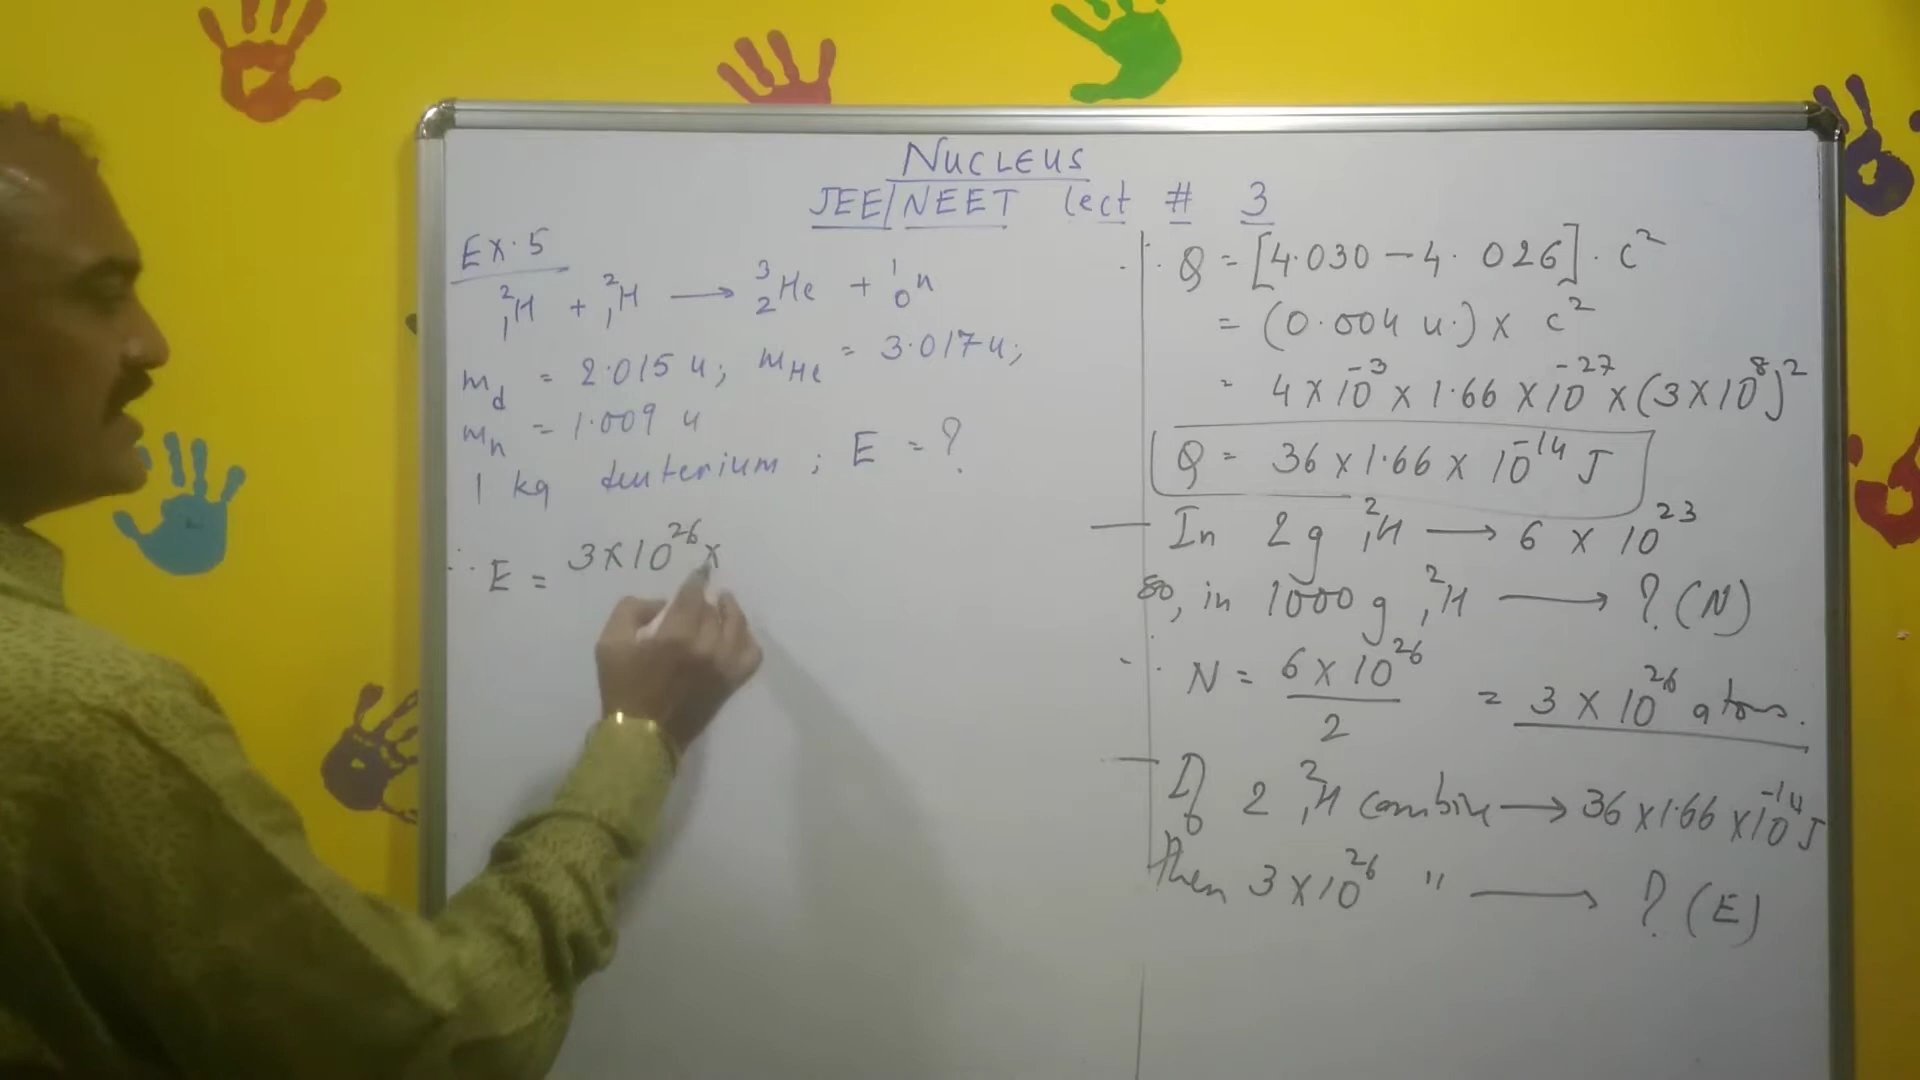 NUCLEUS
JEE/NEET Lect # 3
Ex. 5
²₁H + ²₁H ⟶ ³₂He + ¹₀n
m_d = 2.015 u; m_He = 3.017 u;
m_n = 1.009 u
1 kg deuterium; E = ?
∴ E = 3 × 10²⁶ ×
∴ Q = [4.030 – 4.026] . c²
= (0.004 u.) × c²
= 4 × 10⁻³ × 1.66 × 10⁻²⁷ × (3 × 10⁸)²
Q = 36 × 1.66 × 10⁻¹⁴ J
— In 2g ²₁H ⟶ 6 × 10²³
so, in 1000 g ²₁H ⟶ ? (N)
∴ N = 6 × 10²⁶ / 2 = 3 × 10²⁶ atoms.
— If 2 ²₁H combine ⟶ 36 × 1.66 × 10⁻¹⁴ J
then 3 × 10²⁶ " ⟶ ? (E)